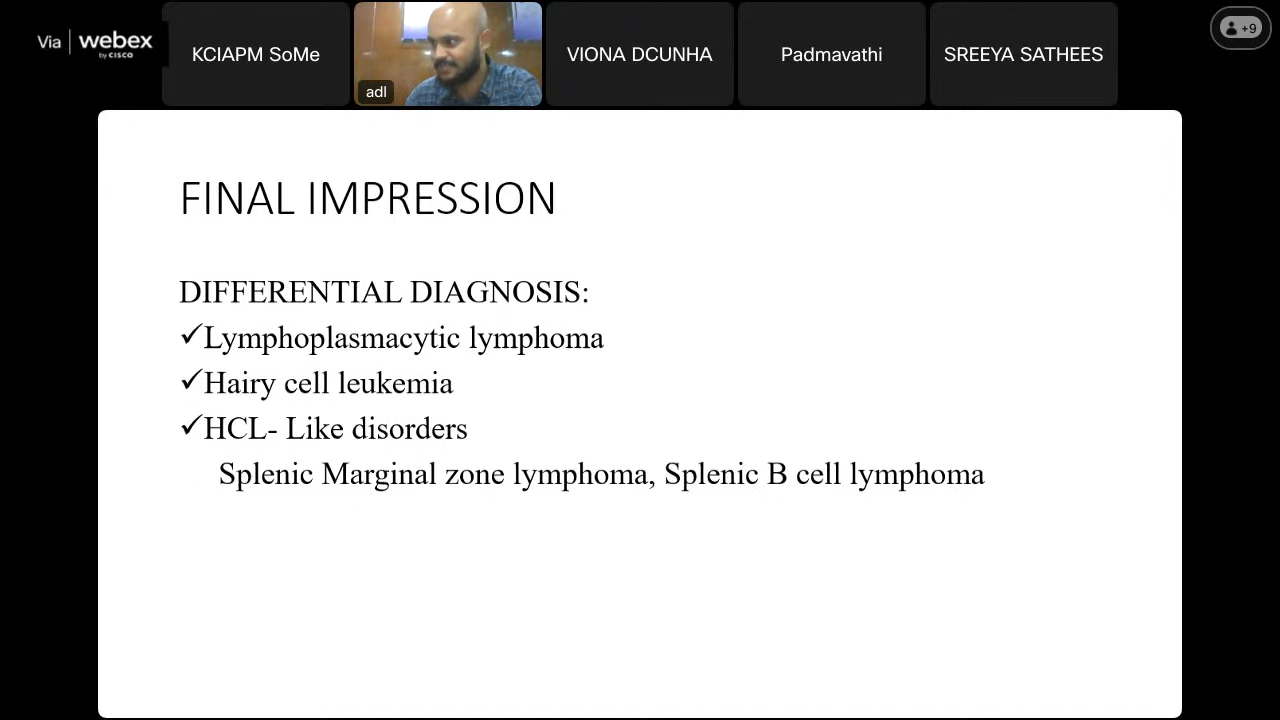 Via webex
by CISCO
KCIAPM SoMe
adl
VIONA DCUNHA
Padmavathi
SREEYA SATHEES
+9
FINAL IMPRESSION
DIFFERENTIAL DIAGNOSIS:
✓Lymphoplasmacytic lymphoma
✓Hairy cell leukemia
✓HCL- Like disorders
Splenic Marginal zone lymphoma, Splenic B cell lymphoma